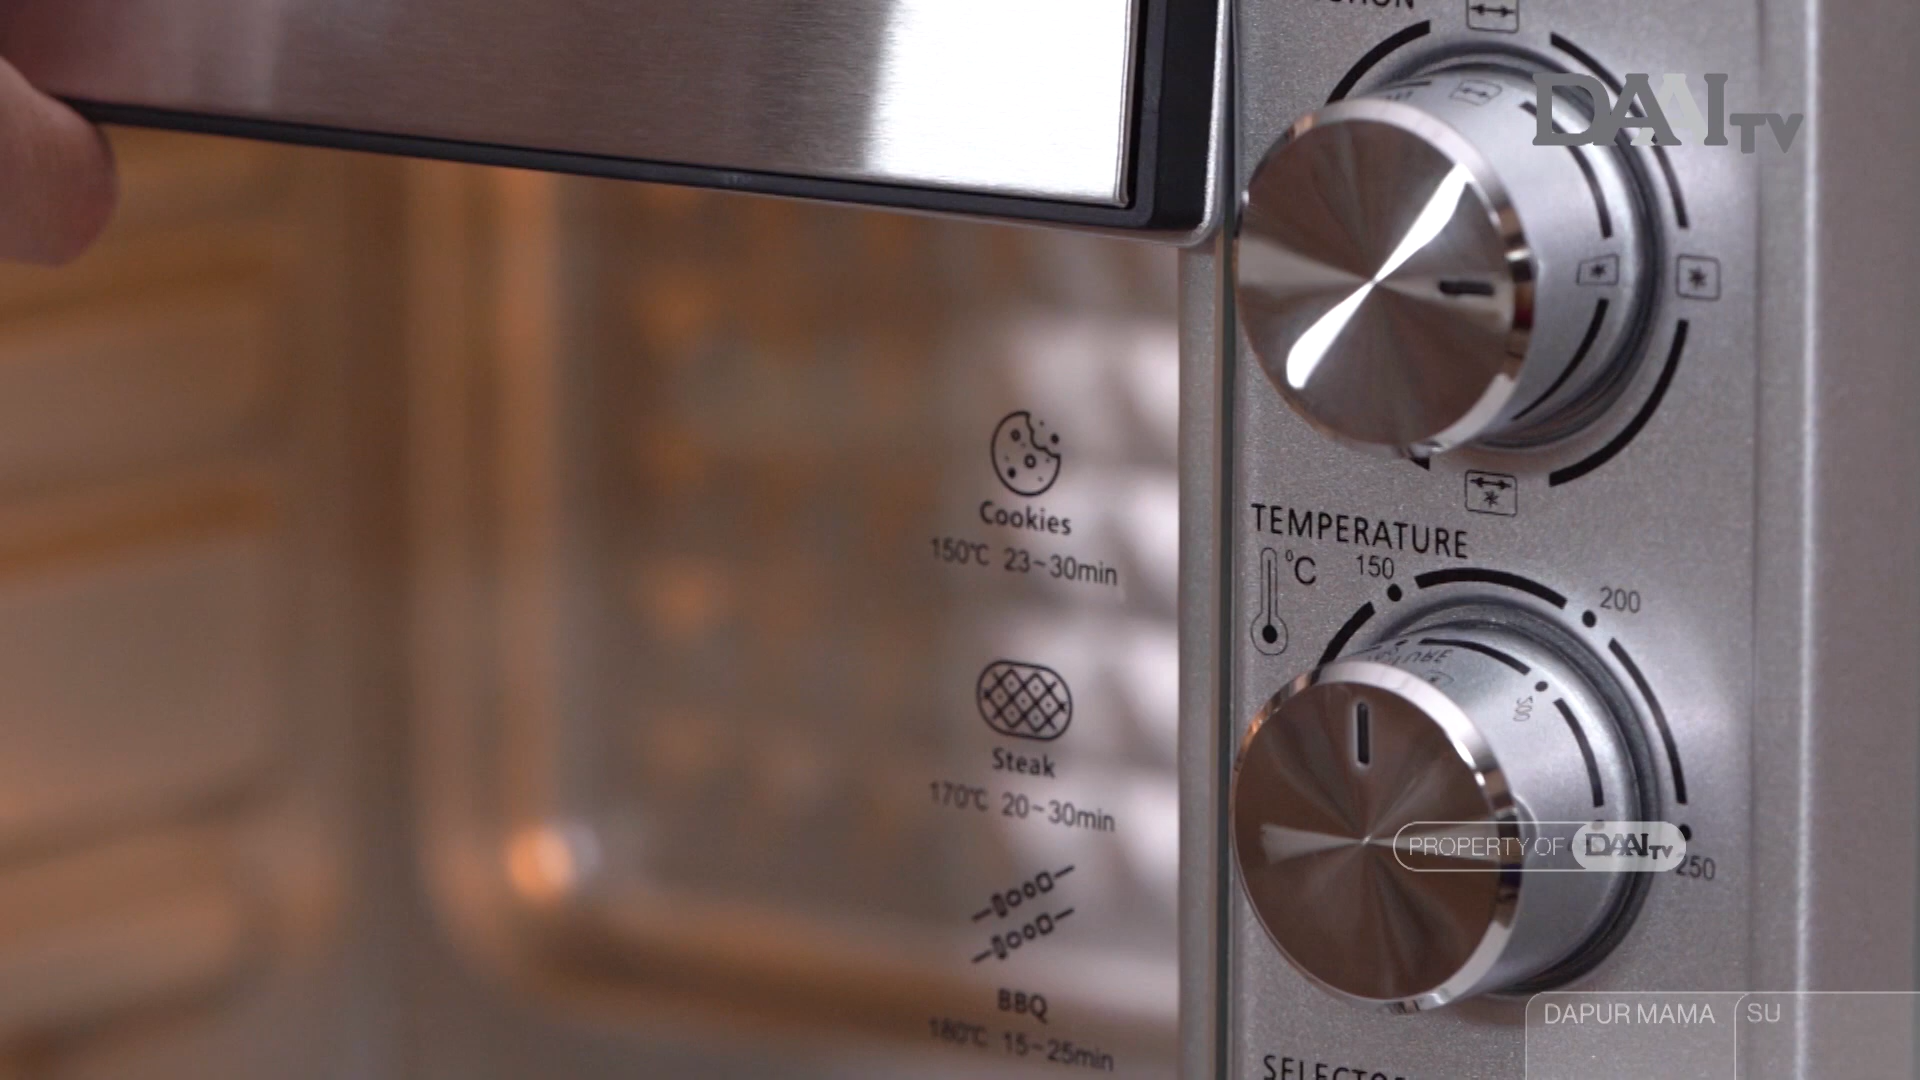 DAAI TV
TEMPERATURE
°C
150
200
250
Cookies
150℃ 23~30min
Steak
170℃ 20~30min
BBQ
180℃ 15~25min
PROPERTY OF DAAI TV
DAPUR MAMA
SU